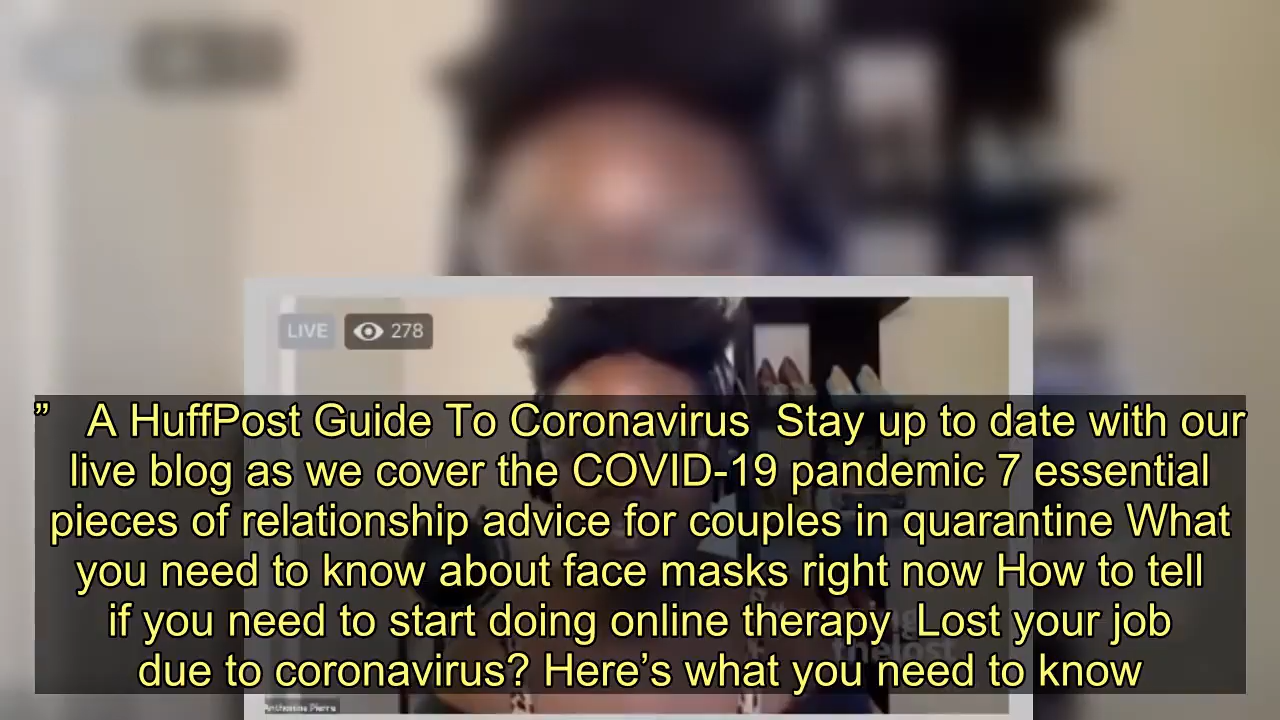 LIVE 278
” A HuffPost Guide To Coronavirus Stay up to date with our
live blog as we cover the COVID-19 pandemic 7 essential
pieces of relationship advice for couples in quarantine What
you need to know about face masks right now How to tell
if you need to start doing online therapy Lost your job
due to coronavirus? Here’s what you need to know
Anthonine Pierre